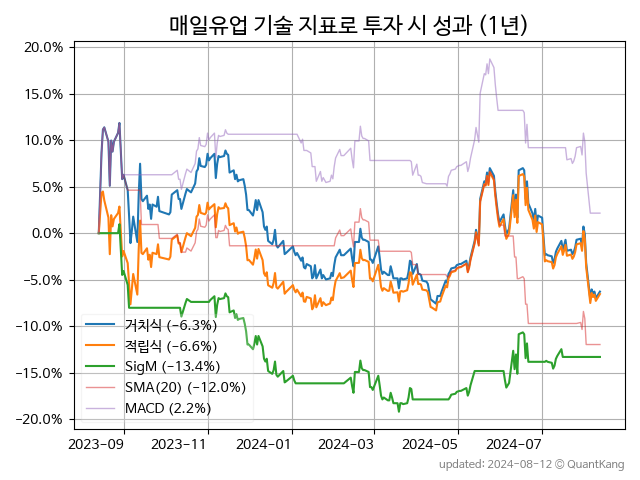 매일유업 기술 지표로 투자 시 성과 (1년)
20.0%
15.0%
10.0%
5.0%
0.0%
−5.0%
−10.0%
−15.0%
−20.0%
거치식 (−6.3%)
적립식 (−6.6%)
SigM (−13.4%)
SMA(20) (−12.0%)
MACD (2.2%)
2023-09 2023-11 2024-01 2024-03 2024-05 2024-07
updated: 2024-08-12 © QuantKang